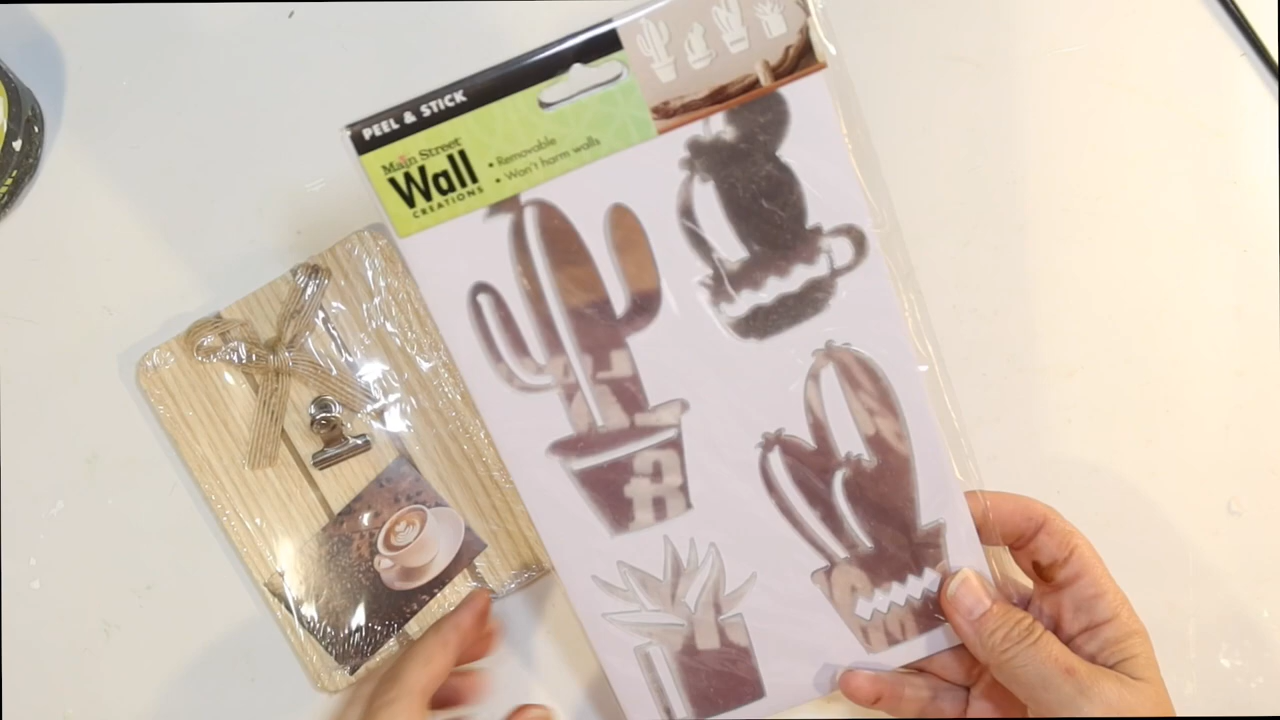 PEEL & STICK
Main Street
Wall
CREATIONS
• Removable
• Won't harm walls